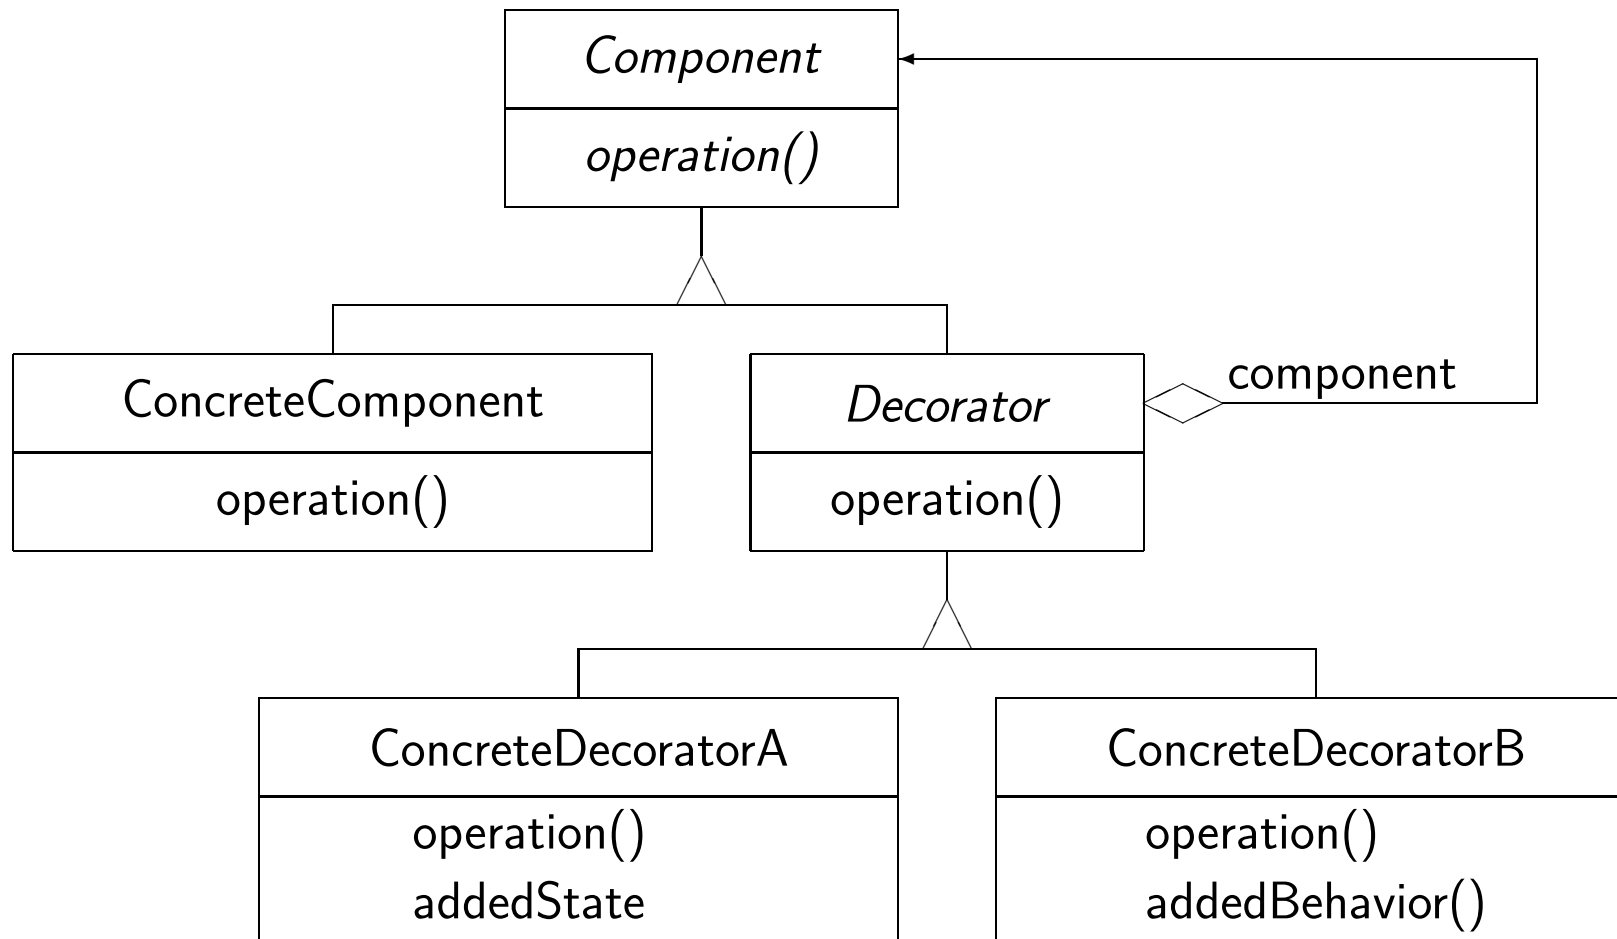 Component
operation()
component
ConcreteComponent
operation()
Decorator
operation()
ConcreteDecoratorA
operation()
addedState
ConcreteDecoratorB
operation()
addedBehavior()